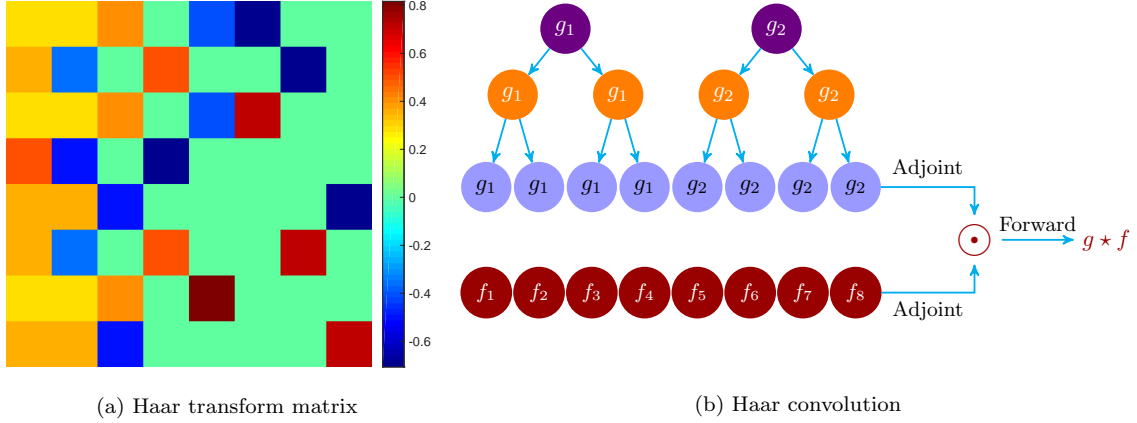 0.8
0.6
0.4
0.2
0
-0.2
-0.4
-0.6
(a) Haar transform matrix
g₁ g₂
g₁ g₁ g₂ g₂
g₁ g₁ g₁ g₁ g₂ g₂ g₂ g₂
Adjoint
Forward
g ⋆ f
f₁ f₂ f₃ f₄ f₅ f₆ f₇ f₈
Adjoint
(b) Haar convolution